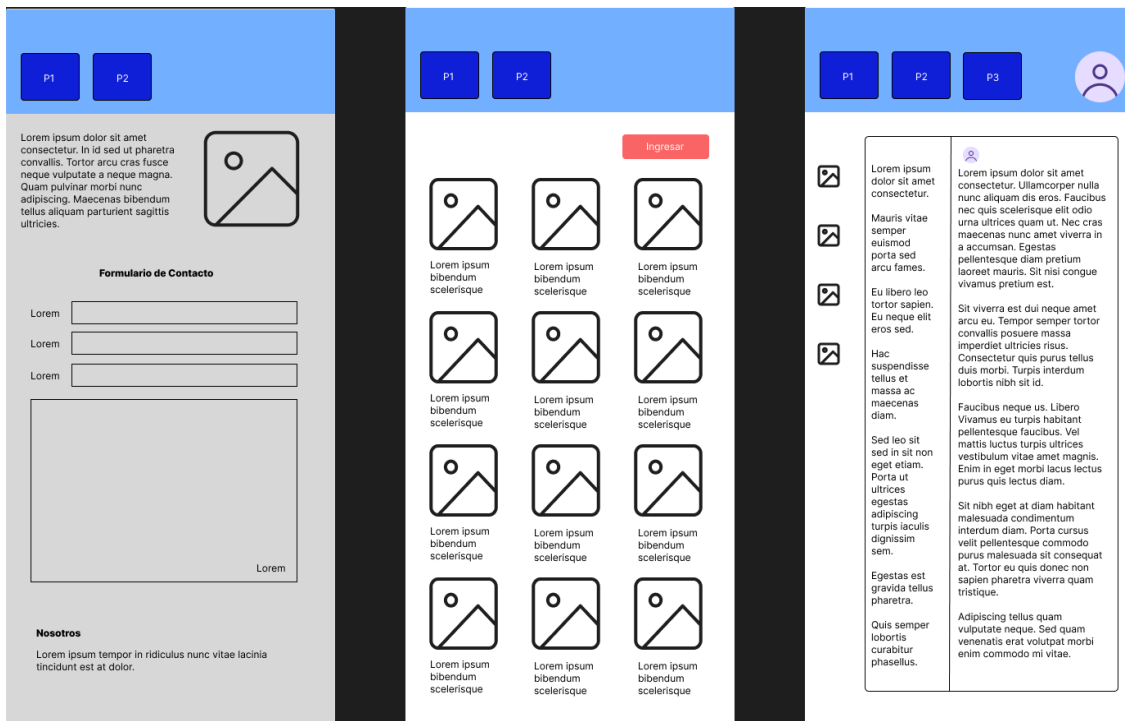 P1
P2
Lorem ipsum dolor sit amet
consectetur. In id sed ut pharetra
convallis. Tortor arcu cras fusce
neque vulputate a neque magna.
Quam pulvinar morbi nunc
adipiscing. Maecenas bibendum
tellus aliquam parturient sagittis
ultricies.
Formulario de Contacto
Lorem
Lorem
Lorem
Lorem
Nosotros
Lorem ipsum tempor in ridiculus nunc vitae lacinia
tincidunt est at dolor.
P1
P2
Ingresar
Lorem ipsum
bibendum
scelerisque
Lorem ipsum
bibendum
scelerisque
Lorem ipsum
bibendum
scelerisque
Lorem ipsum
bibendum
scelerisque
Lorem ipsum
bibendum
scelerisque
Lorem ipsum
bibendum
scelerisque
Lorem ipsum
bibendum
scelerisque
Lorem ipsum
bibendum
scelerisque
Lorem ipsum
bibendum
scelerisque
Lorem ipsum
bibendum
scelerisque
Lorem ipsum
bibendum
scelerisque
Lorem ipsum
bibendum
scelerisque
P1
P2
P3
Lorem ipsum
dolor sit amet
consectetur.
Mauris vitae
semper
euismod
porta sed
arcu fames.
Eu libero leo
tortor sapien.
Eu neque elit
eros sed.
Hac
suspendisse
tellus et
massa ac
maecenas
diam.
Sed leo sit
sed in sit non
eget etiam.
Porta ut
ultrices
egestas
adipiscing
turpis iaculis
dignissim
sem.
Egestas est
gravida tellus
pharetra.
Quis semper
lobortis
curabitur
phasellus.
Lorem ipsum dolor sit amet
consectetur. Ullamcorper nulla
nunc aliquam dis eros. Faucibus
nec quis scelerisque elit odio
urna ultrices quam ut. Nec cras
maecenas nunc amet viverra in
a accumsan. Egestas
pellentesque diam pretium
laoreet mauris. Sit nisi congue
vivamus pretium est.
Sit viverra est dui neque amet
arcu eu. Tempor semper tortor
convallis posuere massa
imperdiet ultricies risus.
Consectetur quis purus tellus
duis morbi. Turpis interdum
lobortis nibh sit id.
Faucibus neque us. Libero
Vivamus eu turpis habitant
pellentesque faucibus. Vel
mattis luctus turpis ultrices
vestibulum vitae amet magnis.
Enim in eget morbi lacus lectus
purus quis lectus diam.
Sit nibh eget at diam habitant
malesuada condimentum
interdum diam. Porta cursus
velit pellentesque commodo
purus malesuada sit consequat
at. Tortor eu quis donec non
sapien pharetra viverra quam
tristique.
Adipiscing tellus quam
vulputate neque. Sed quam
venenatis erat volutpat morbi
enim commodo mi vitae.